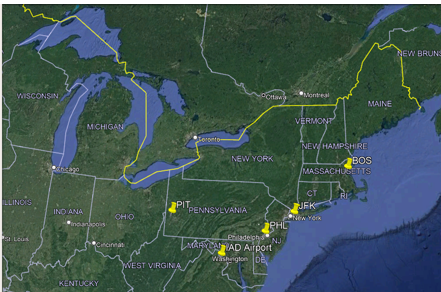 NEW BRUN
Ottawa
Montreal
WISCONSIN
MAINE
VERMONT
MICHIGAN
Toronto
NEW HAMPSHIRE
NEW YORK
BOS
Chicago
MASSACHUSETTS
CT
RI
ILLINOIS
PIT
PENNSYLVANIA
JFK
INDIANA
OHIO
New York
Indianapolis
PHL
Philadelphia
NJ
St. Louis
Cincinnati
MARYLAND
IAD Airport
Washington
DE
WEST VIRGINIA
KENTUCKY